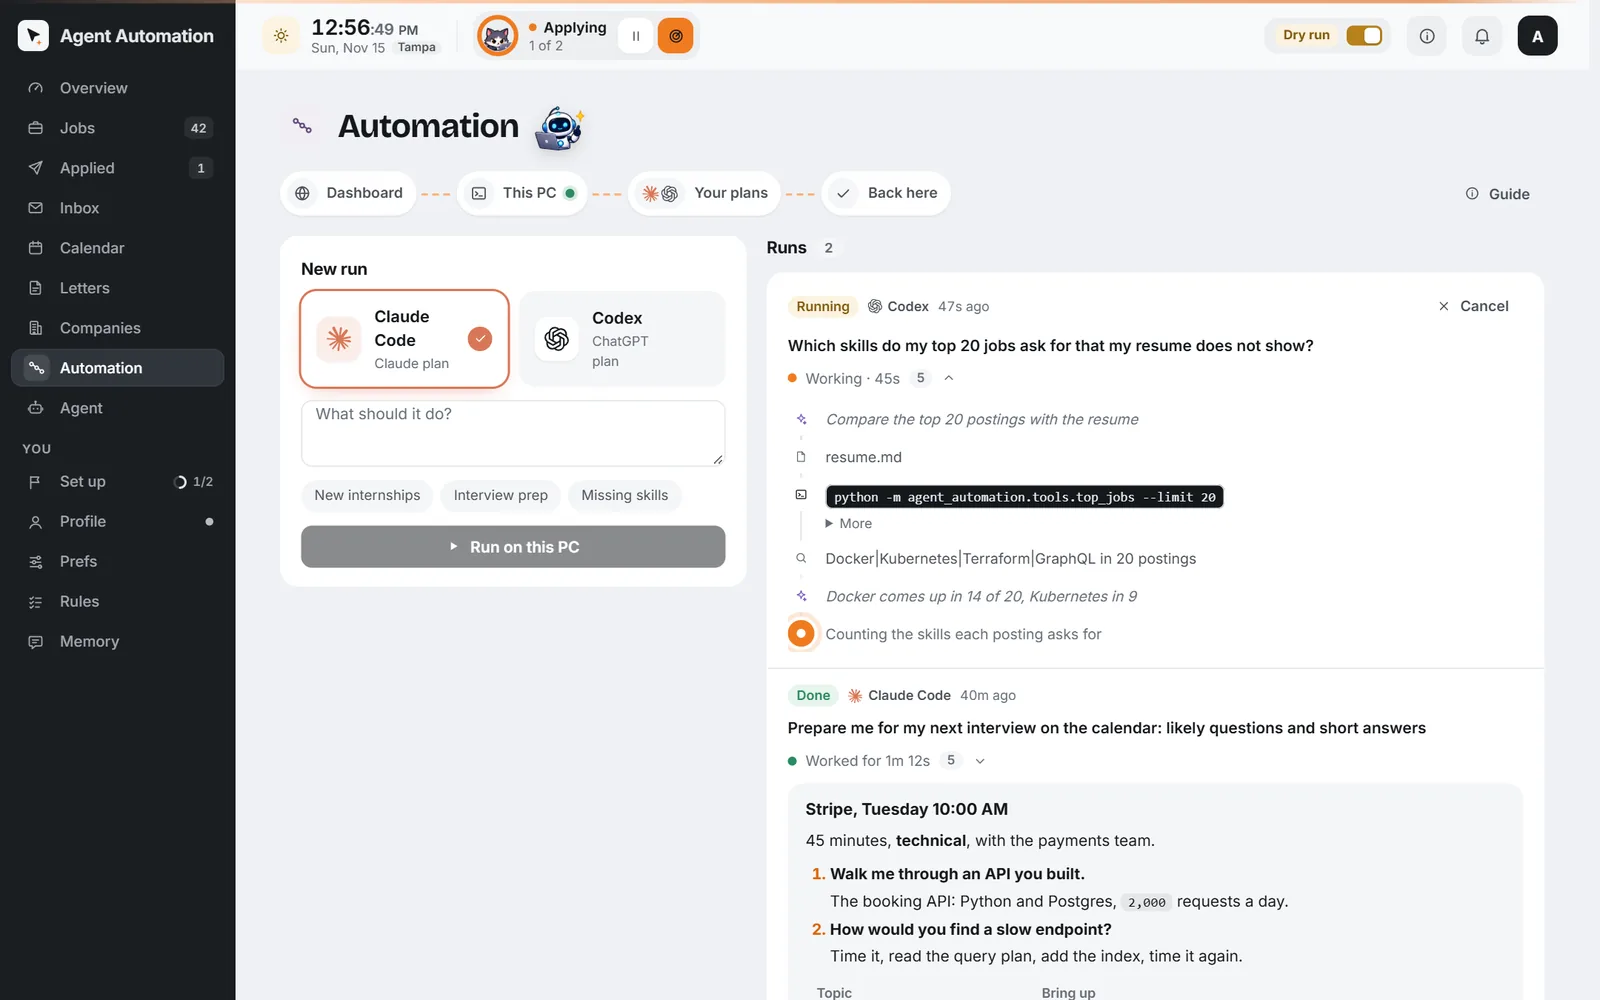 Agent Automation
Overview
Jobs 42
Applied 1
Inbox
Calendar
Letters
Companies
Automation
Agent
YOU
Set up 1/2
Profile
Prefs
Rules
Memory
12:56:49 PM
Sun, Nov 15 Tampa
Applying
1 of 2
Dry run
A
Automation
Dashboard
This PC
Your plans
Back here
Guide
New run
Claude Code
Claude plan
Codex
ChatGPT plan
What should it do?
New internships
Interview prep
Missing skills
Run on this PC
Runs 2
Running Codex 47s ago
Cancel
Which skills do my top 20 jobs ask for that my resume does not show?
Working · 45s 5
Compare the top 20 postings with the resume
resume.md
python -m agent_automation.tools.top_jobs --limit 20
More
Docker|Kubernetes|Terraform|GraphQL in 20 postings
Docker comes up in 14 of 20, Kubernetes in 9
Counting the skills each posting asks for
Done Claude Code 40m ago
Prepare me for my next interview on the calendar: likely questions and short answers
Worked for 1m 12s 5
Stripe, Tuesday 10:00 AM
45 minutes, technical, with the payments team.
1. Walk me through an API you built.
The booking API: Python and Postgres, 2,000 requests a day.
2. How would you find a slow endpoint?
Time it, read the query plan, add the index, time it again.
Topic Bring up